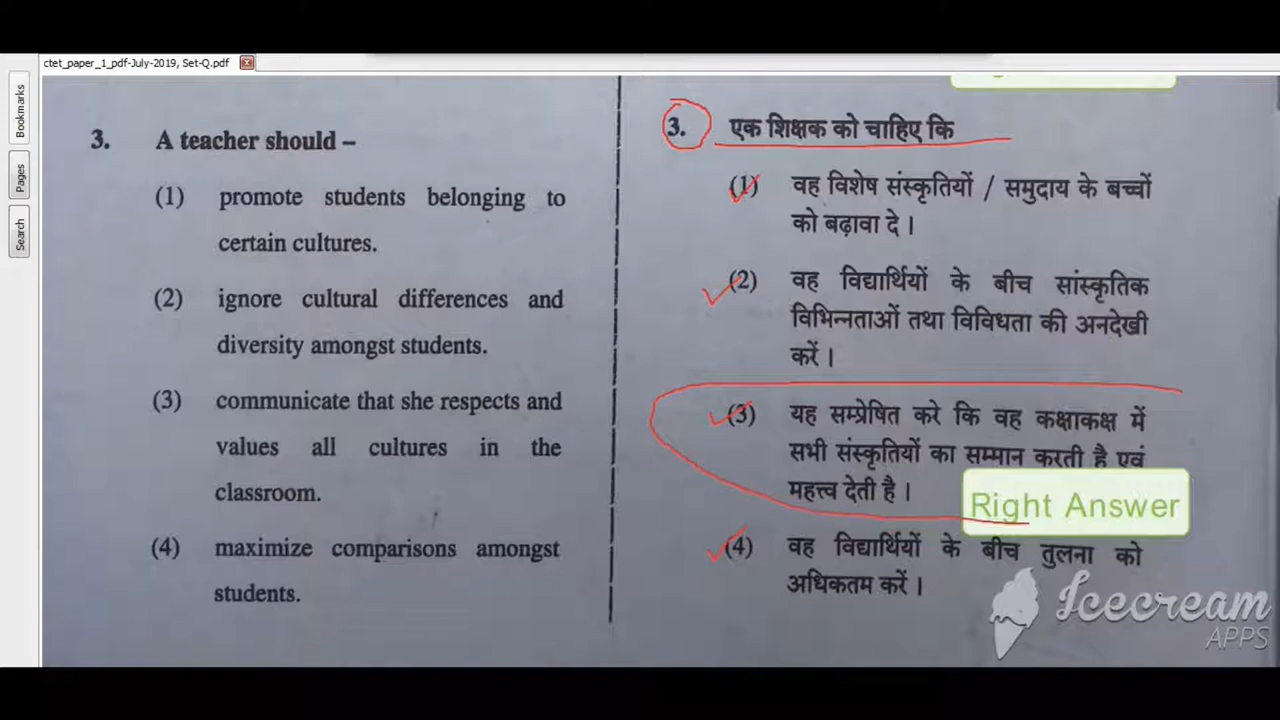 ctet_paper_1_pdf-July-2019, Set-Q.pdf
Bookmarks
Pages
Search
3. A teacher should –
(1) promote students belonging to
certain cultures.
(2) ignore cultural differences and
diversity amongst students.
(3) communicate that she respects and
values all cultures in the
classroom.
(4) maximize comparisons amongst
students.
3. एक शिक्षक को चाहिए कि
(1) वह विशेष संस्कृतियों / समुदाय के बच्चों
को बढ़ावा दे ।
(2) वह विद्यार्थियों के बीच सांस्कृतिक
विभिन्नताओं तथा विविधता की अनदेखी
करें ।
(3) यह सम्प्रेषित करे कि वह कक्षाकक्ष में
सभी संस्कृतियों का सम्मान करती है एवं
महत्त्व देती है ।
Right Answer
(4) वह विद्यार्थियों के बीच तुलना को
अधिकतम करें ।
Icecream
APPS